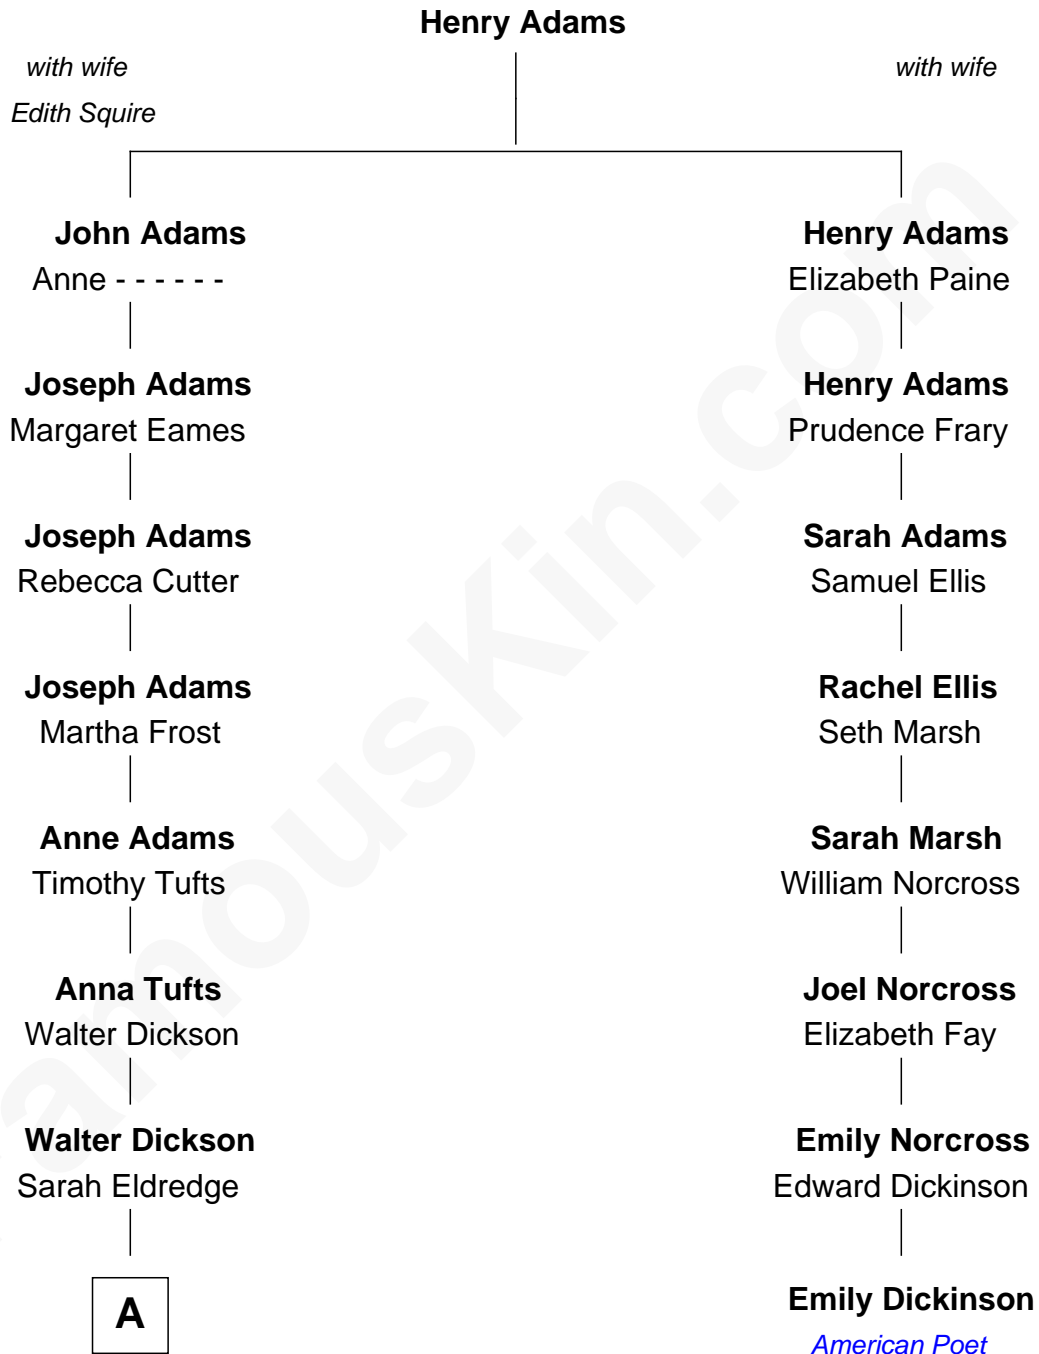 Henry Adams
with wife
with wife
Edith Squire
John Adams
Henry Adams
Anne - - - - - -
Elizabeth Paine
Joseph Adams
Henry Adams
Margaret Eames
Prudence Frary
Joseph Adams
Sarah Adams
Rebecca Cutter
Samuel Ellis
Joseph Adams
Rachel Ellis
Martha Frost
Seth Marsh
Anne Adams
Sarah Marsh
Timothy Tufts
William Norcross
Anna Tufts
Joel Norcross
Walter Dickson
Elizabeth Fay
Walter Dickson
Emily Norcross
Sarah Eldredge
Edward Dickinson
A
Emily Dickinson
American Poet
FamousKin.com